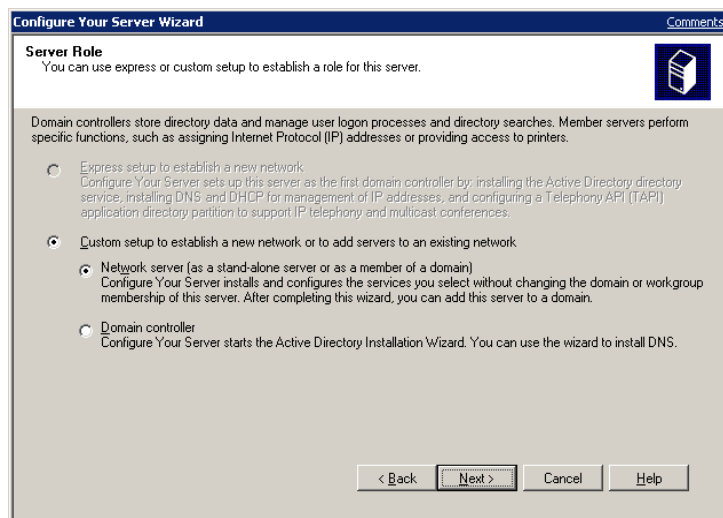 Configure Your Server Wizard
Comments
Server Role
You can use express or custom setup to establish a role for this server.
Domain controllers store directory data and manage user logon processes and directory searches. Member servers perform
specific functions, such as assigning Internet Protocol (IP) addresses or providing access to printers.
Express setup to establish a new network
Configure Your Server sets up this server as the first domain controller by: installing the Active Directory directory
service, installing DNS and DHCP for management of IP addresses, and configuring a Telephony API (TAPI)
application directory partition to support IP telephony and multicast conferences.
Custom setup to establish a new network or to add servers to an existing network
Network server (as a stand-alone server or as a member of a domain)
Configure Your Server installs and configures the services you select without changing the domain or workgroup
membership of this server. After completing this wizard, you can add this server to a domain.
Domain controller
Configure Your Server starts the Active Directory Installation Wizard. You can use the wizard to install DNS.
< Back
Next >
Cancel
Help